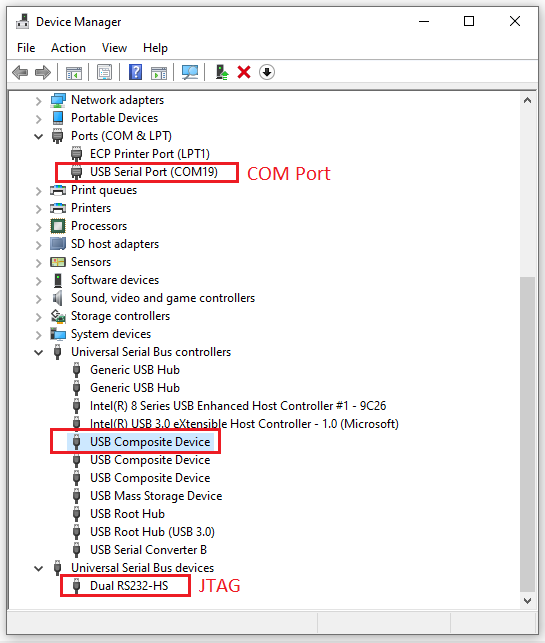 Device Manager
File Action View Help
Network adapters
Portable Devices
Ports (COM & LPT)
ECP Printer Port (LPT1)
USB Serial Port (COM19) COM Port
Print queues
Printers
Processors
SD host adapters
Sensors
Software devices
Sound, video and game controllers
Storage controllers
System devices
Universal Serial Bus controllers
Generic USB Hub
Generic USB Hub
Intel(R) 8 Series USB Enhanced Host Controller #1 - 9C26
Intel(R) USB 3.0 eXtensible Host Controller - 1.0 (Microsoft)
USB Composite Device
USB Composite Device
USB Composite Device
USB Mass Storage Device
USB Root Hub
USB Root Hub (USB 3.0)
USB Serial Converter B
Universal Serial Bus devices
Dual RS232-HS JTAG